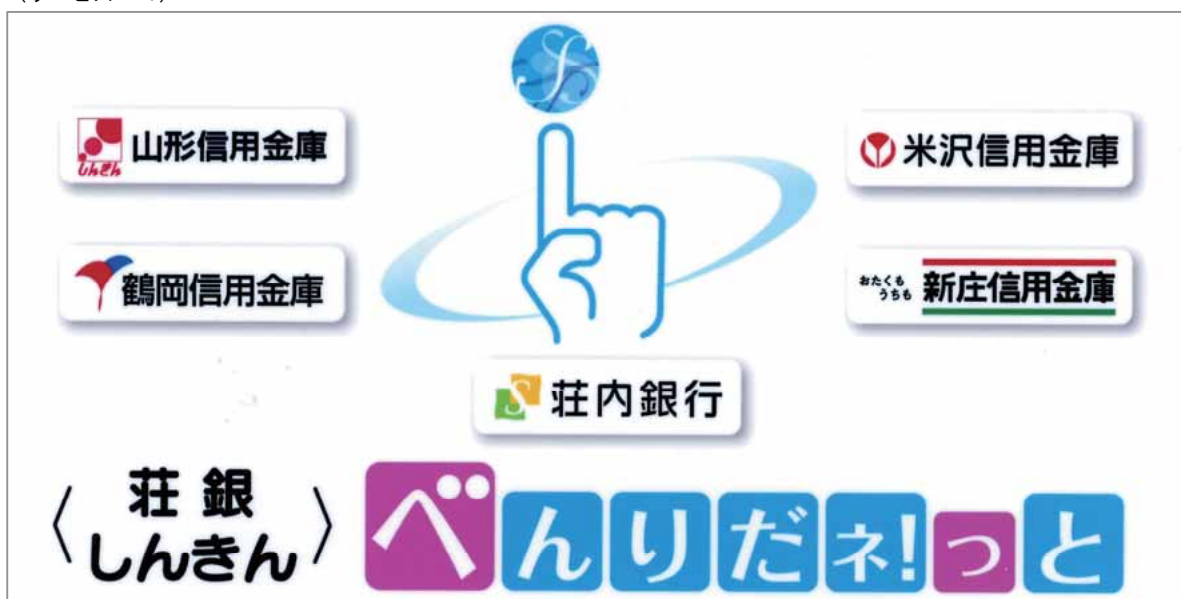 しんきん
山形信用金庫
米沢信用金庫
鶴岡信用金庫
おたくも
うちも
新庄信用金庫
S
荘内銀行
〈荘銀
しんきん〉
べんりだネ!っと